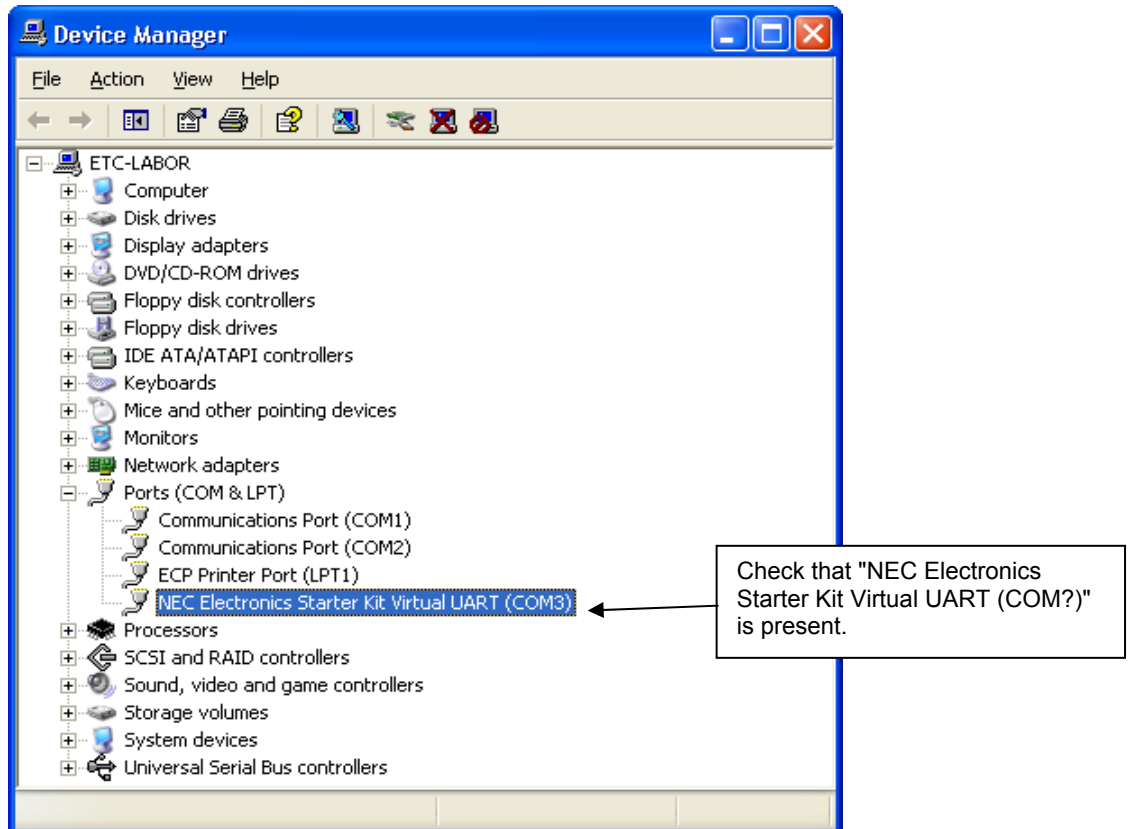 Device Manager
File Action View Help
ETC-LABOR
Computer
Disk drives
Display adapters
DVD/CD-ROM drives
Floppy disk controllers
Floppy disk drives
IDE ATA/ATAPI controllers
Keyboards
Mice and other pointing devices
Monitors
Network adapters
Ports (COM & LPT)
Communications Port (COM1)
Communications Port (COM2)
ECP Printer Port (LPT1)
NEC Electronics Starter Kit Virtual UART (COM3)
Processors
SCSI and RAID controllers
Sound, video and game controllers
Storage volumes
System devices
Universal Serial Bus controllers
Check that "NEC Electronics
Starter Kit Virtual UART (COM?)"
is present.